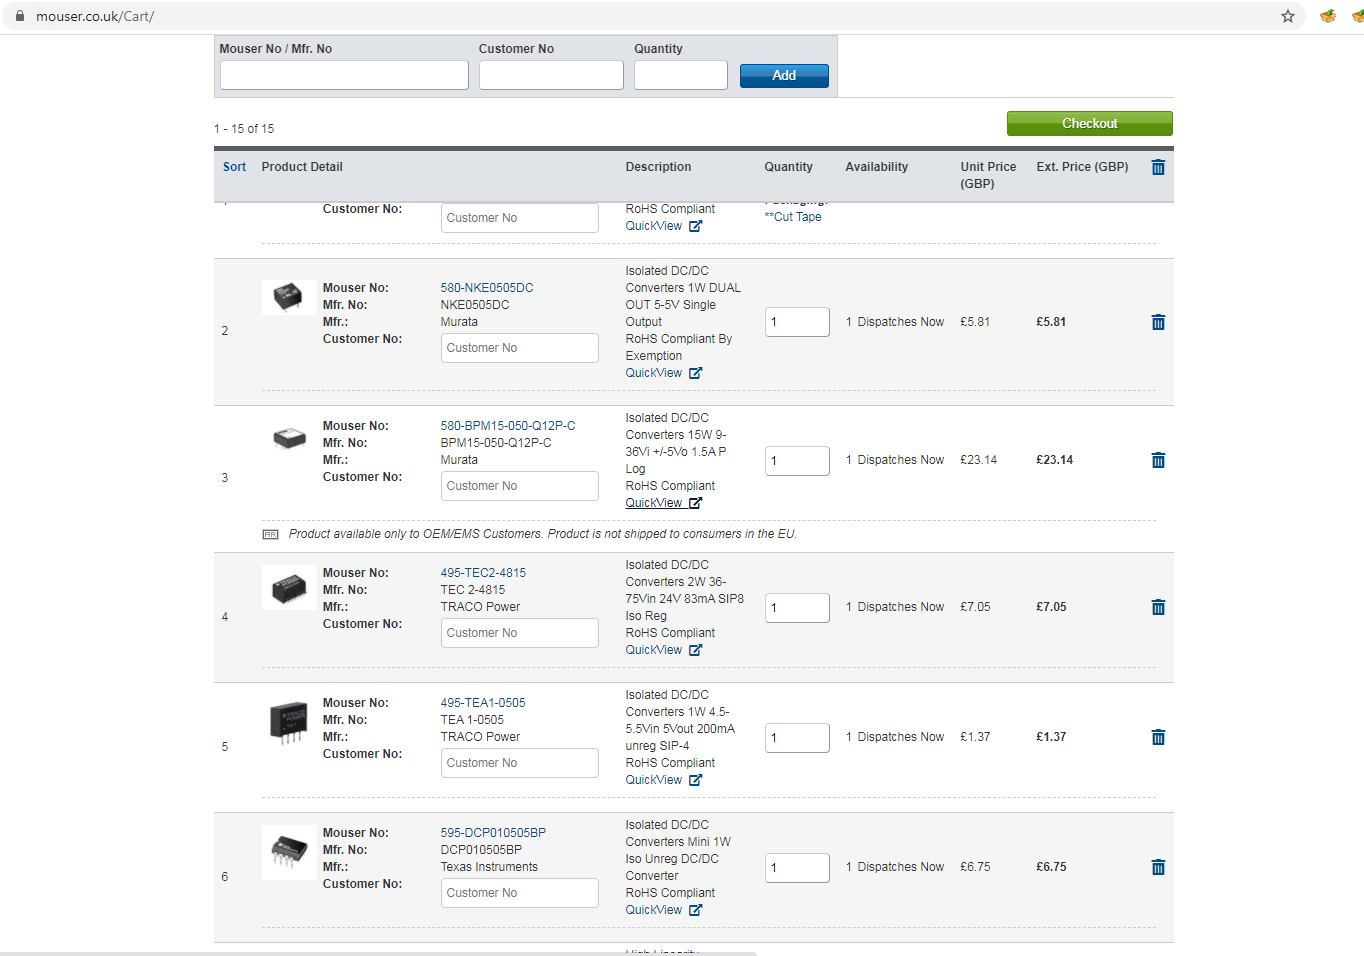 mouser.co.uk/Cart/
Mouser No / Mfr. No Customer No Quantity
Add
1 - 15 of 15
Checkout
Sort Product Detail Description Quantity Availability Unit Price (GBP) Ext. Price (GBP)
Customer No:
Customer No
RoHS Compliant
QuickView
Packaging:
**Cut Tape
2
Mouser No: 580-NKE0505DC
Mfr. No: NKE0505DC
Mfr.: Murata
Customer No: Customer No
Isolated DC/DC
Converters 1W DUAL
OUT 5-5V Single
Output
RoHS Compliant By
Exemption
QuickView
1
1 Dispatches Now £5.81 £5.81
3
Mouser No: 580-BPM15-050-Q12P-C
Mfr. No: BPM15-050-Q12P-C
Mfr.: Murata
Customer No: Customer No
Isolated DC/DC
Converters 15W 9-
36Vi +/-5Vo 1.5A P
Log
RoHS Compliant
QuickView
1
1 Dispatches Now £23.14 £23.14
Product available only to OEM/EMS Customers. Product is not shipped to consumers in the EU.
4
Mouser No: 495-TEC2-4815
Mfr. No: TEC 2-4815
Mfr.: TRACO Power
Customer No: Customer No
Isolated DC/DC
Converters 2W 36-
75Vin 24V 83mA SIP8
Iso Reg
RoHS Compliant
QuickView
1
1 Dispatches Now £7.05 £7.05
5
Mouser No: 495-TEA1-0505
Mfr. No: TEA 1-0505
Mfr.: TRACO Power
Customer No: Customer No
Isolated DC/DC
Converters 1W 4.5-
5.5Vin 5Vout 200mA
unreg SIP-4
RoHS Compliant
QuickView
1
1 Dispatches Now £1.37 £1.37
6
Mouser No: 595-DCP010505BP
Mfr. No: DCP010505BP
Mfr.: Texas Instruments
Customer No: Customer No
Isolated DC/DC
Converters Mini 1W
Iso Unreg DC/DC
Converter
RoHS Compliant
QuickView
1
1 Dispatches Now £6.75 £6.75
High Linearity